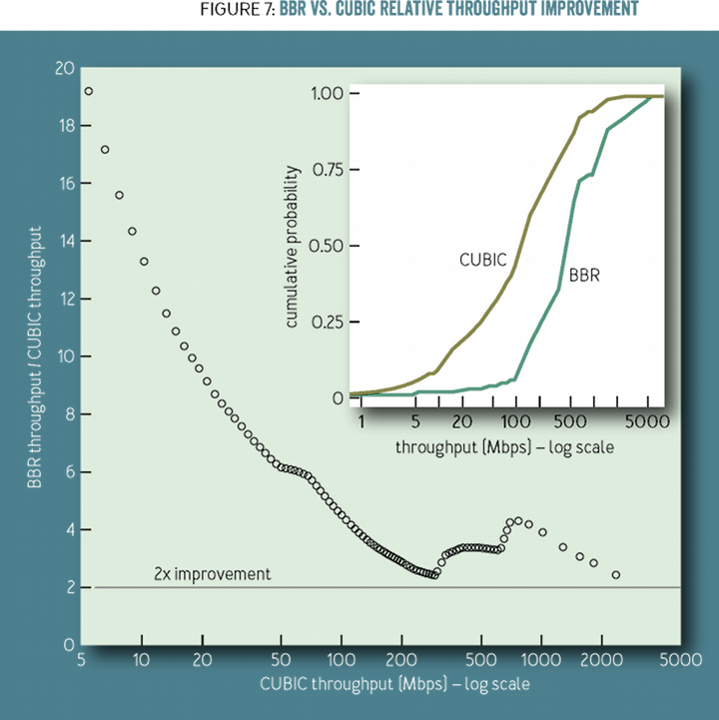 FIGURE 7: BBR VS. CUBIC RELATIVE THROUGHPUT IMPROVEMENT
BBR throughput / CUBIC throughput
20
18
16
14
12
10
8
6
4
2
0
2x improvement
5 10 20 50 100 200 500 1000 2000 5000
CUBIC throughput (Mbps) – log scale
cumulative probability
1.00
0.75
0.50
0.25
0
CUBIC
BBR
1 5 20 100 500 5000
throughput (Mbps) – log scale